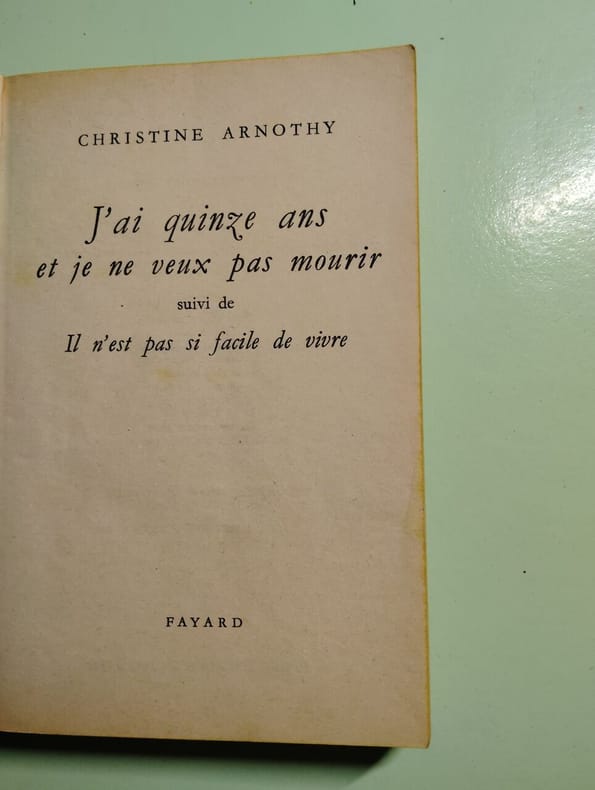 CHRISTINE ARNOTHY
J'ai quinze ans
et je ne veux pas mourir
suivi de
Il n'est pas si facile de vivre
FAYARD